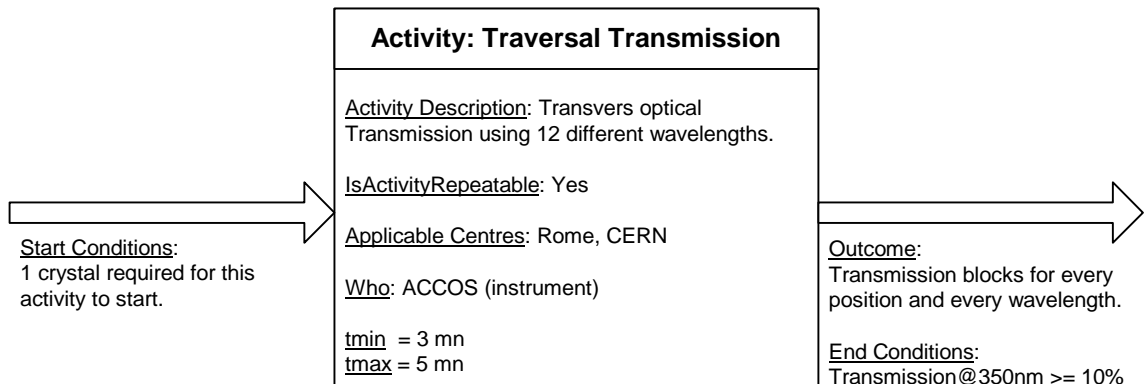 Activity: Traversal Transmission
Activity Description: Transvers optical
Transmission using 12 different wavelengths.
IsActivityRepeatable: Yes
Applicable Centres: Rome, CERN
Who: ACCOS (instrument)
tmin = 3 mn
tmax = 5 mn
Start Conditions:
1 crystal required for this
activity to start.
Outcome:
Transmission blocks for every
position and every wavelength.
End Conditions:
Transmission@350nm >= 10%